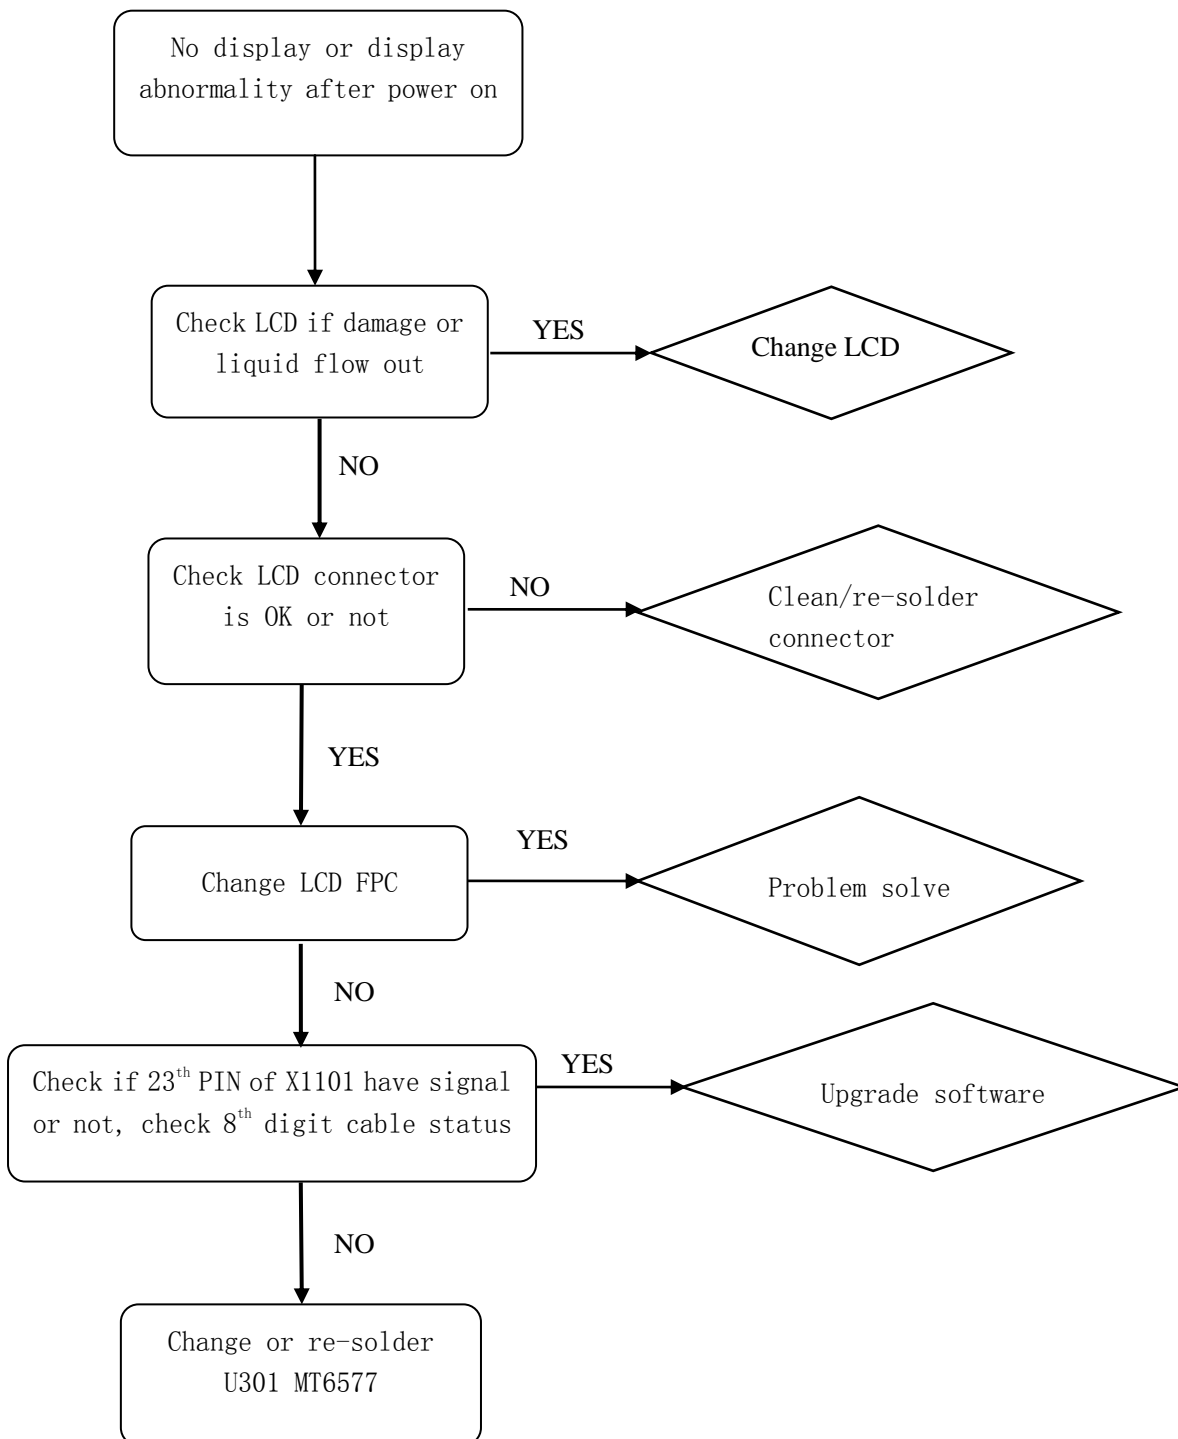 No display or display
abnormality after power on
Check LCD if damage or
liquid flow out
YES
Change LCD
NO
Check LCD connector
is OK or not
NO
Clean/re-solder
connector
YES
Change LCD FPC
YES
Problem solve
NO
Check if 23th PIN of X1101 have signal
or not, check 8th digit cable status
YES
Upgrade software
NO
Change or re-solder
U301 MT6577